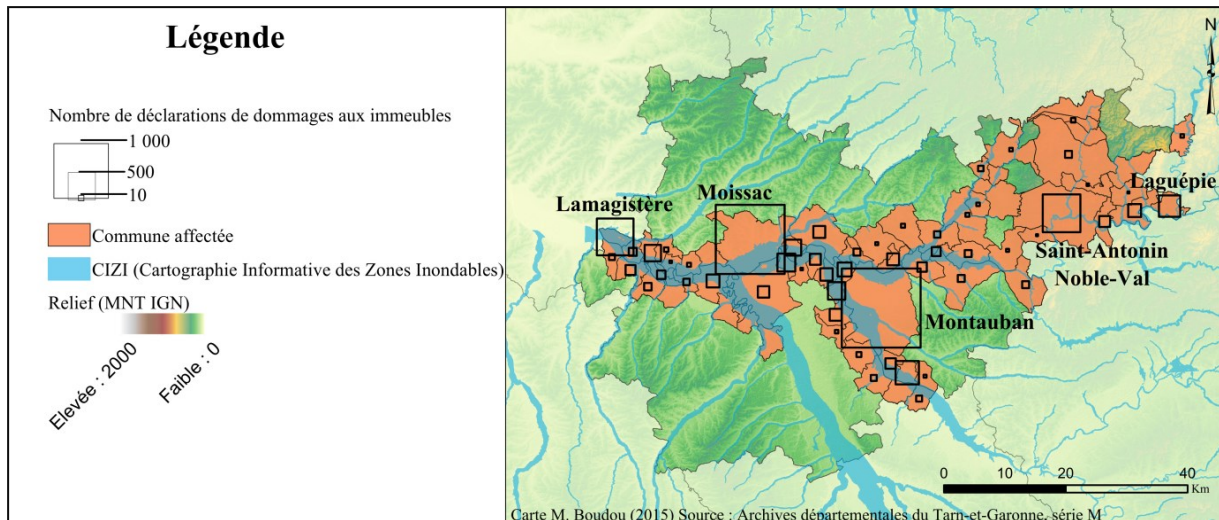 Légende
Nombre de déclarations de dommages aux immeubles
1 000
500
10
Commune affectée
CIZI (Cartographie Informative des Zones Inondables)
Relief (MNT IGN)
Elevée : 2000
Faible : 0
N
Lamagistère
Moissac
Laguépie
Saint-Antonin
Noble-Val
Montauban
0 10 20 40
Km
Carte M. Boudou (2015) Source : Archives départementales du Tarn-et-Garonne, série M